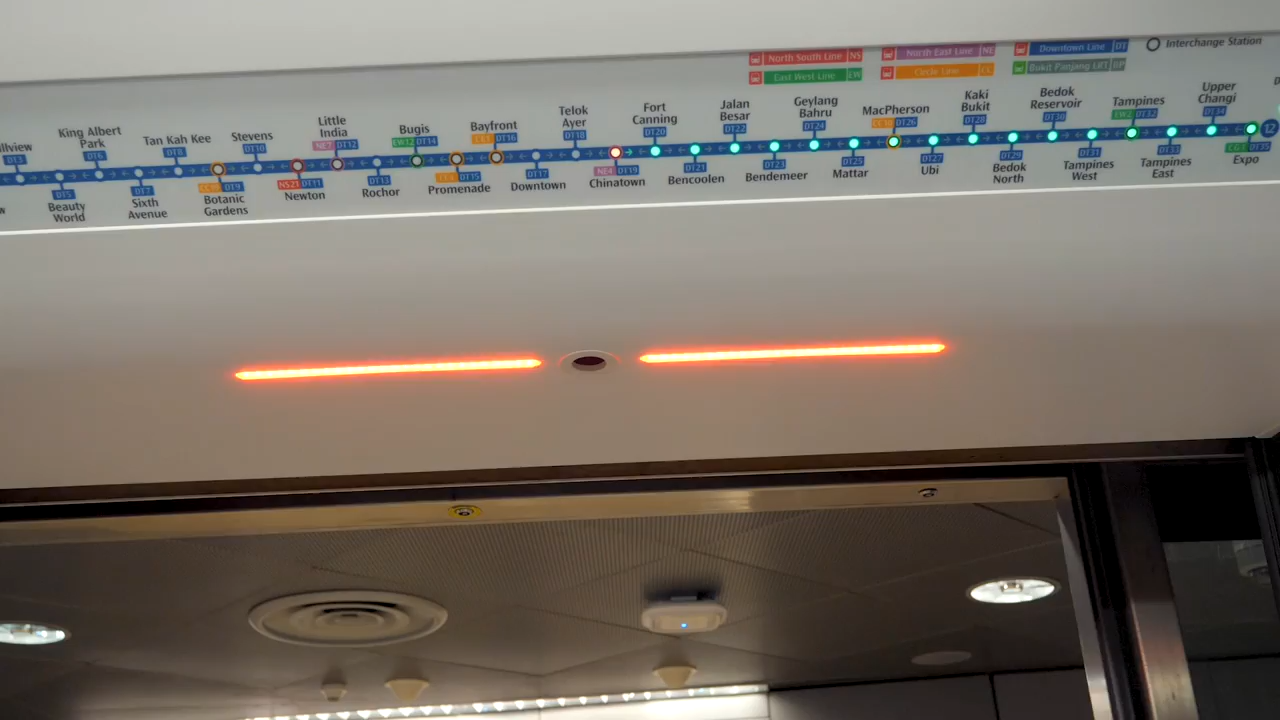 North South Line NS
North East Line NE
Downtown Line DT
Interchange Station
East West Line EW
Circle Line CC
Bukit Panjang LRT BP
DT5
Beauty
World
King Albert
Park
DT6
DT7
Sixth
Avenue
Tan Kah Kee
DT8
CC19 DT9
Botanic
Gardens
Stevens
DT10
NS21 DT11
Newton
Little
India
NE7 DT12
DT13
Rochor
Bugis
EW12 DT14
CC4 DT15
Promenade
Bayfront
CE1 DT16
DT17
Downtown
Telok
Ayer
DT18
NE4 DT19
Chinatown
Fort
Canning
DT20
DT21
Bencoolen
Jalan
Besar
DT22
DT23
Bendemeer
Geylang
Bahru
DT24
DT25
Mattar
MacPherson
CC10 DT26
DT27
Ubi
Kaki
Bukit
DT28
DT29
Bedok
North
Bedok
Reservoir
DT30
DT31
Tampines
West
Tampines
EW2 DT32
DT33
Tampines
East
Upper
Changi
DT34
CG1 DT35
Expo
12